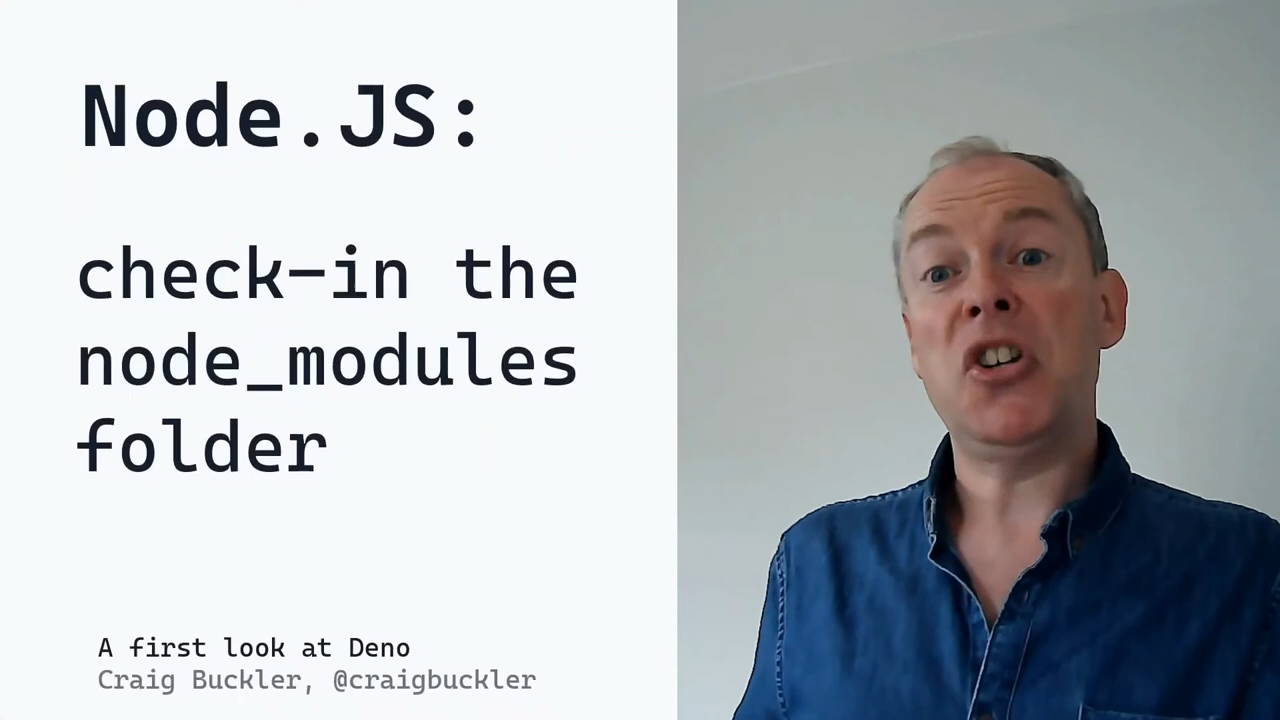 Node.JS:
check-in the
node_modules
folder
A first look at Deno
Craig Buckler, @craigbuckler